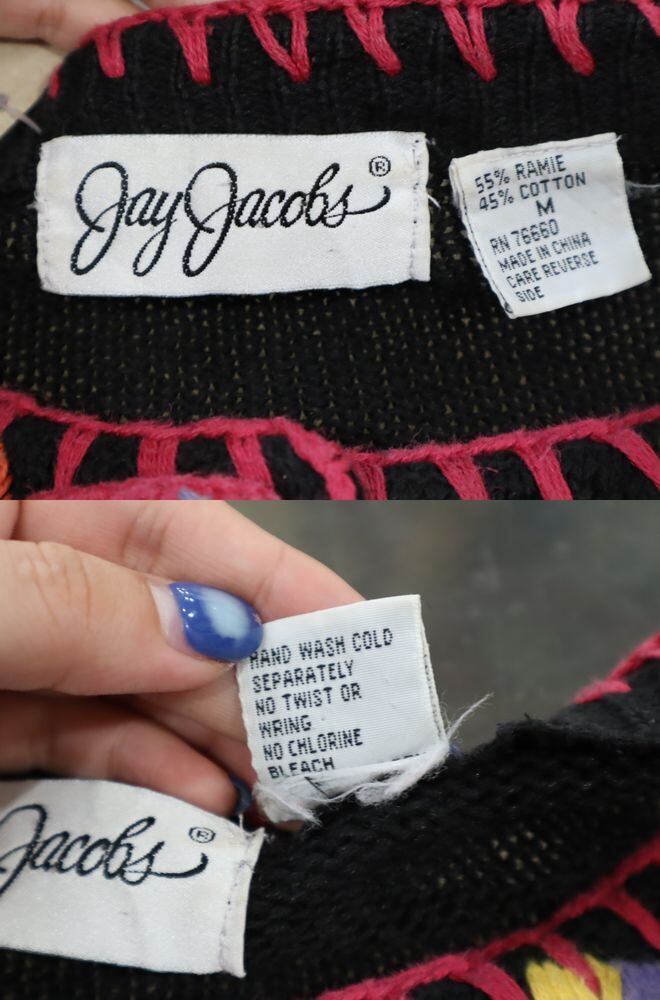 Jay Jacobs®
55% RAMIE
45% COTTON
M
RN 76660
MADE IN CHINA
CARE REVERSE
SIDE
HAND WASH COLD
SEPARATELY
NO TWIST OR
WRING
NO CHLORINE
BLEACH
Jacobs®